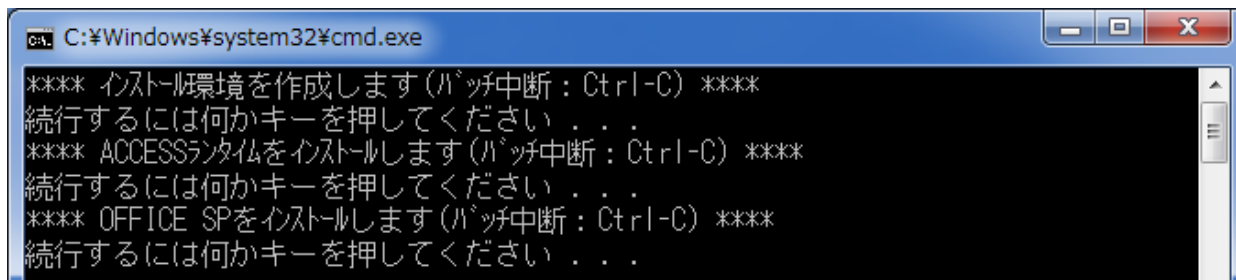 C:¥Windows¥system32¥cmd.exe
**** インストール環境を作成します(バッチ中断:Ctrl-C) ****
続行するには何かキーを押してください . . .
**** ACCESSランタイムをインストールします(バッチ中断:Ctrl-C) ****
続行するには何かキーを押してください . . .
**** OFFICE SPをインストールします(バッチ中断:Ctrl-C) ****
続行するには何かキーを押してください . . .